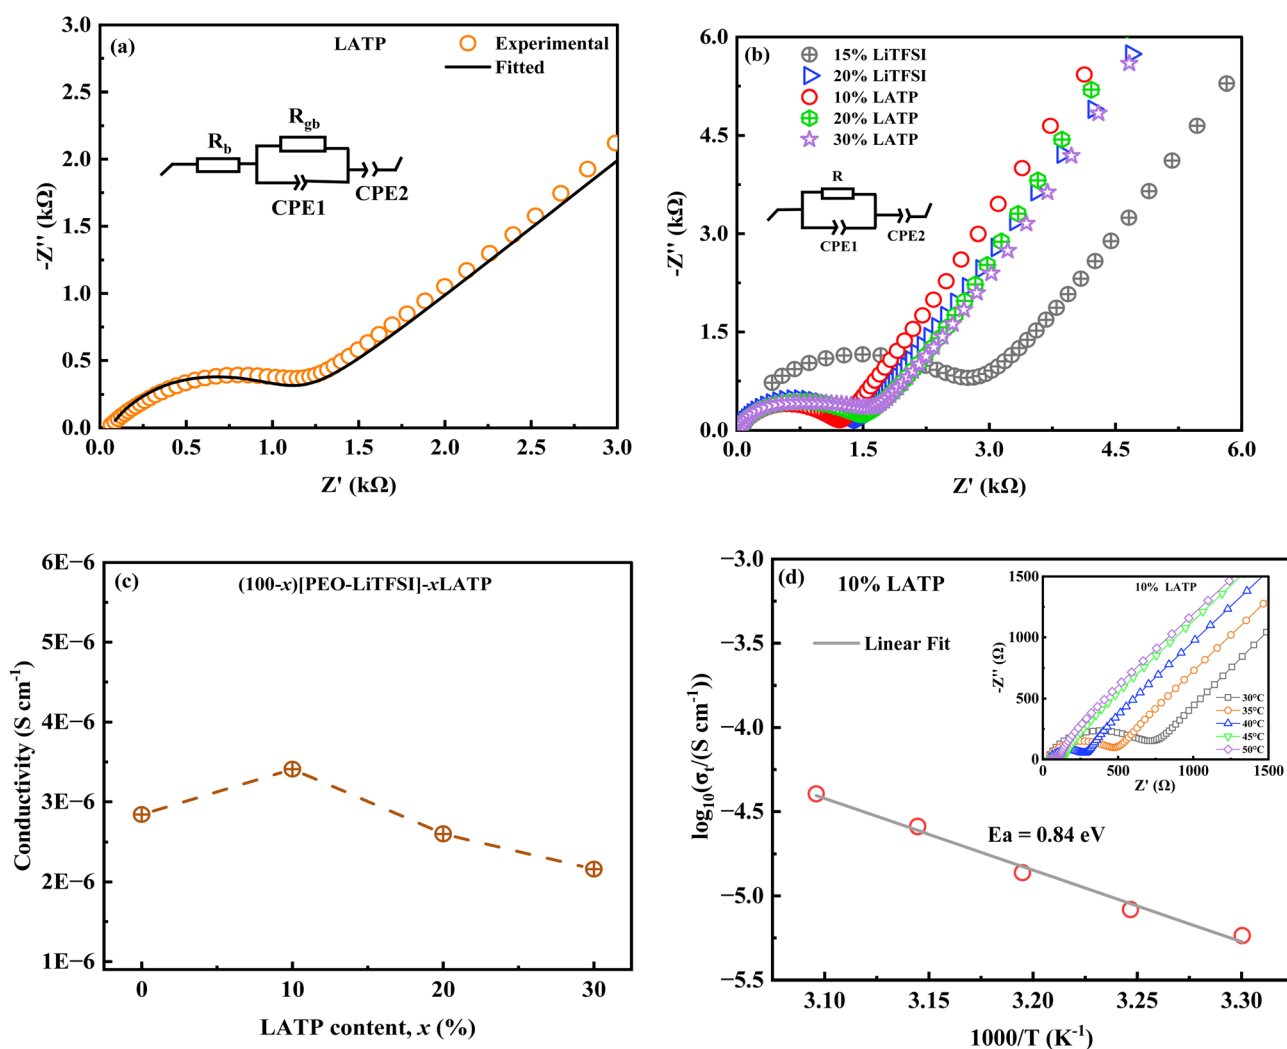 (a)
LATP
Experimental
Fitted
R_b
R_gb
CPE1
CPE2
3.0
2.5
2.0
1.5
1.0
0.5
0.0
-Z'' (kΩ)
0.0 0.5 1.0 1.5 2.0 2.5 3.0
Z' (kΩ)
(b)
15% LiTFSI
20% LiTFSI
10% LATP
20% LATP
30% LATP
R
CPE1
CPE2
6.0
4.5
3.0
1.5
0.0
-Z'' (kΩ)
0.0 1.5 3.0 4.5 6.0
Z' (kΩ)
(c)
(100-x)[PEO-LiTFSI]-xLATP
6E−6
5E−6
4E−6
3E−6
2E−6
1E−6
Conductivity (S cm⁻¹)
0 10 20 30
LATP content, x (%)
(d)
10% LATP
Linear Fit
Ea = 0.84 eV
−3.0
−3.5
−4.0
−4.5
−5.0
−5.5
log₁₀(σₜ/(S cm⁻¹))
3.10 3.15 3.20 3.25 3.30
1000/T (K⁻¹)
10% LATP
1500
1000
500
0
-Z'' (Ω)
30°C
35°C
40°C
45°C
50°C
0 500 1000 1500
Z' (Ω)